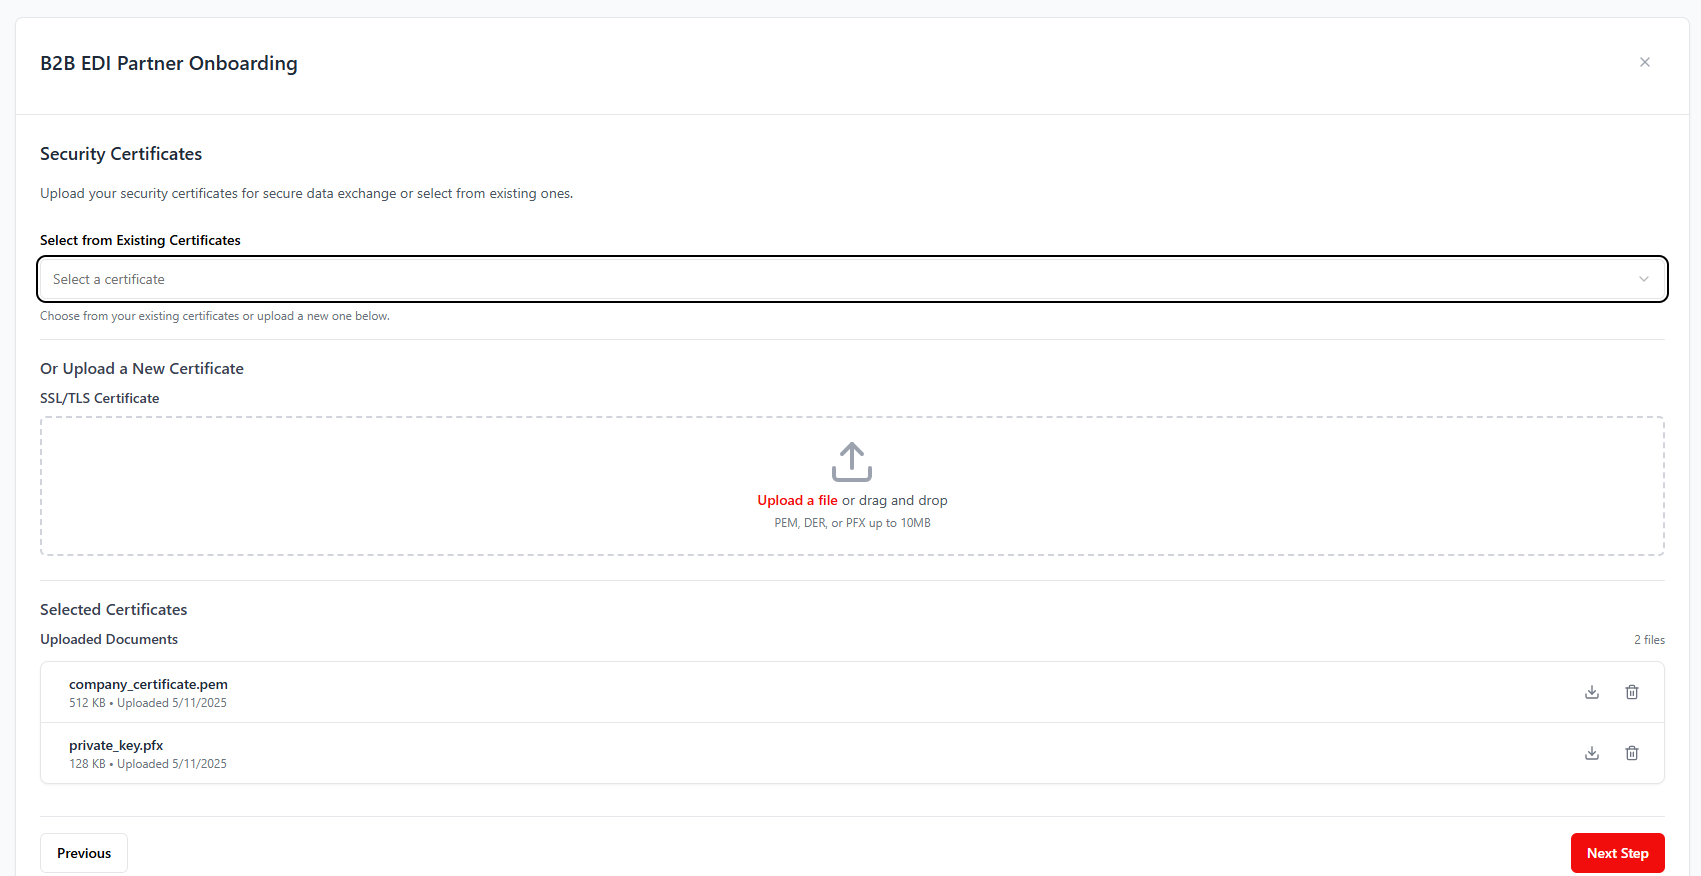 B2B EDI Partner Onboarding
Security Certificates
Upload your security certificates for secure data exchange or select from existing ones.
Select from Existing Certificates
Select a certificate
Choose from your existing certificates or upload a new one below.
Or Upload a New Certificate
SSL/TLS Certificate
Upload a file or drag and drop
PEM, DER, or PFX up to 10MB
Selected Certificates
Uploaded Documents
2 files
company_certificate.pem
512 KB • Uploaded 5/11/2025
private_key.pfx
128 KB • Uploaded 5/11/2025
Previous
Next Step